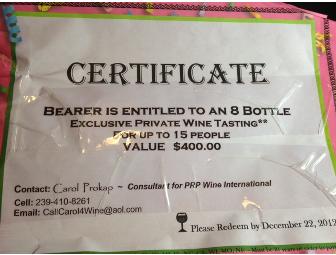 CERTIFICATE
BEARER IS ENTITLED TO AN 8 BOTTLE
EXCLUSIVE PRIVATE WINE TASTING**
FOR UP TO 15 PEOPLE
VALUE $400.00
Contact: Carol Prokap ~ Consultant for PRP Wine International
Cell: 239-410-8261
Email: CallCarol4Wine@aol.com
Please Redeem by December 22, 2012